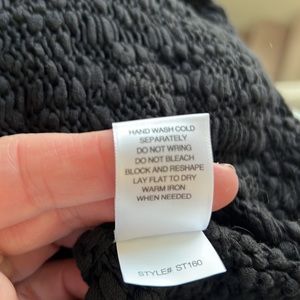 HAND WASH COLD
SEPARATELY
DO NOT WRING
DO NOT BLEACH
BLOCK AND RESHAPE
LAY FLAT TO DRY
WARM IRON
WHEN NEEDED
STYLE# ST160